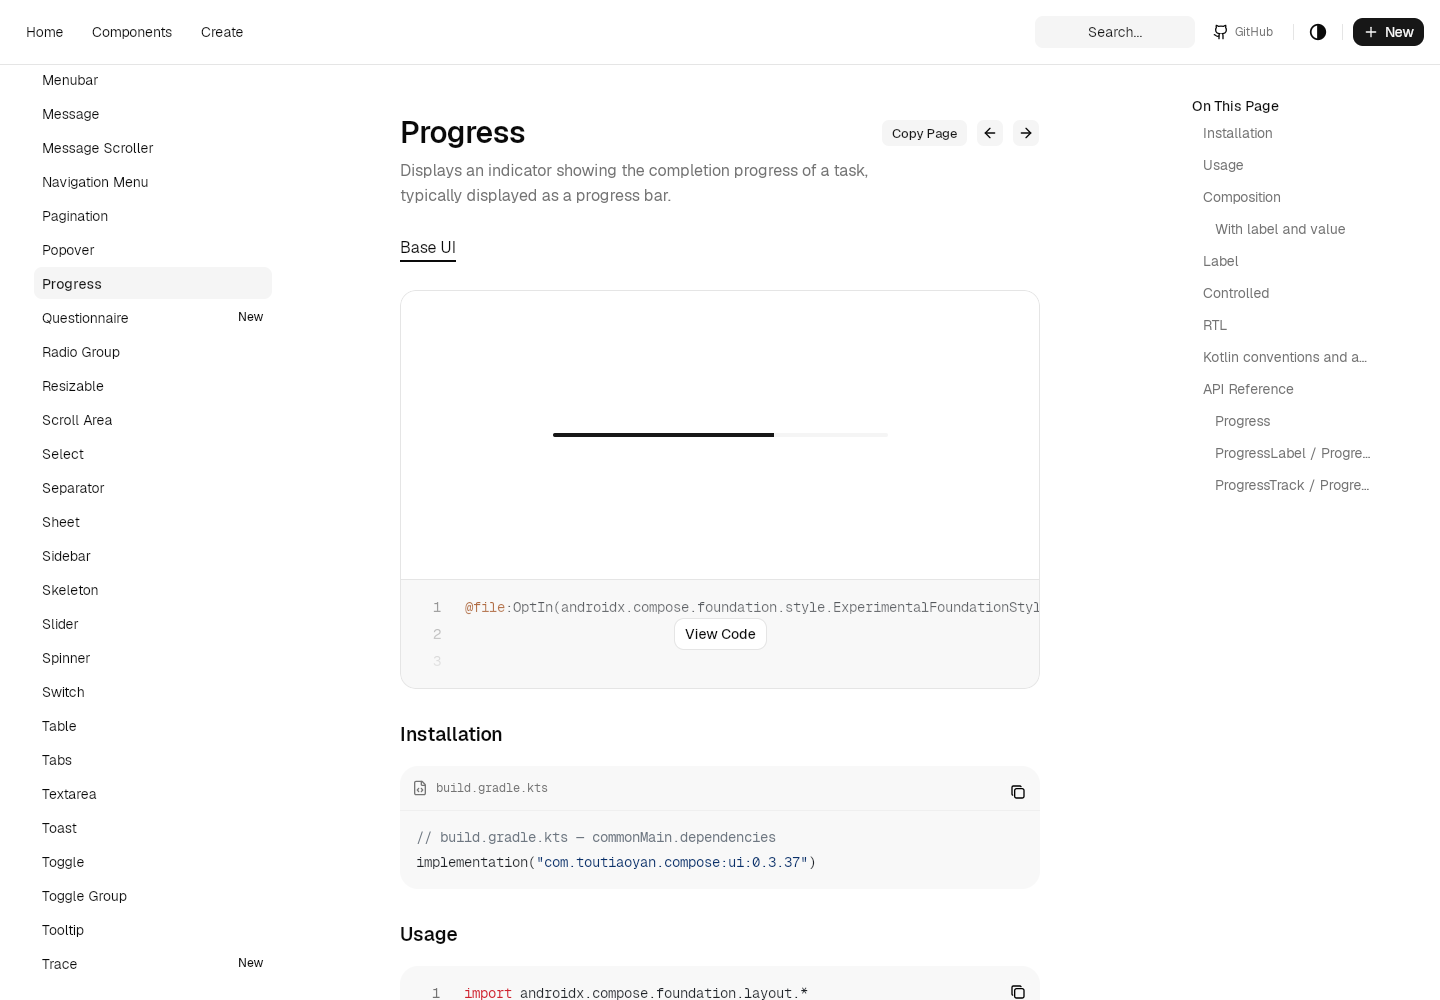 Home
Components
Create
Search...
GitHub
New
Menubar
Message
Message Scroller
Navigation Menu
Pagination
Popover
Progress
Questionnaire New
Radio Group
Resizable
Scroll Area
Select
Separator
Sheet
Sidebar
Skeleton
Slider
Spinner
Switch
Table
Tabs
Textarea
Toast
Toggle
Toggle Group
Tooltip
Trace New
Progress
Copy Page
Displays an indicator showing the completion progress of a task,
typically displayed as a progress bar.
Base UI
1 @file:OptIn(androidx.compose.foundation.style.ExperimentalFoundationStyl
2
View Code
3
Installation
build.gradle.kts
// build.gradle.kts — commonMain.dependencies
implementation("com.toutiaoyan.compose:ui:0.3.37")
Usage
1 import androidx.compose.foundation.layout.*
On This Page
Installation
Usage
Composition
With label and value
Label
Controlled
RTL
Kotlin conventions and a...
API Reference
Progress
ProgressLabel / Progre...
ProgressTrack / Progre...